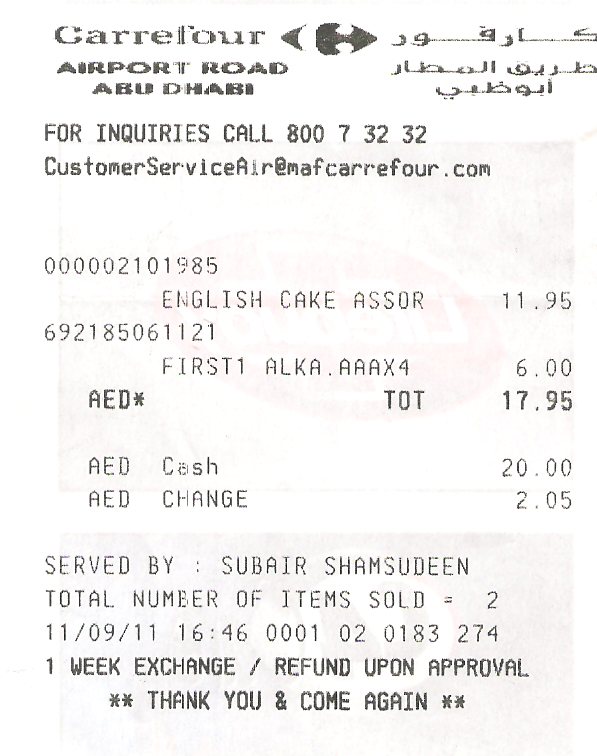 Carrefour كارفور
AIRPORT ROAD طريق المطار
ABU DHABI أبوظبي
FOR INQUIRIES CALL 800 7 32 32
CustomerServiceAir@mafcarrefour.com
000002101985
ENGLISH CAKE ASSOR 11.95
692185061121
FIRST1 ALKA.AAAX4 6.00
AED* TOT 17.95
AED Cash 20.00
AED CHANGE 2.05
SERVED BY : SUBAIR SHAMSUDEEN
TOTAL NUMBER OF ITEMS SOLD = 2
11/09/11 16:46 0001 02 0183 274
1 WEEK EXCHANGE / REFUND UPON APPROVAL
** THANK YOU & COME AGAIN **